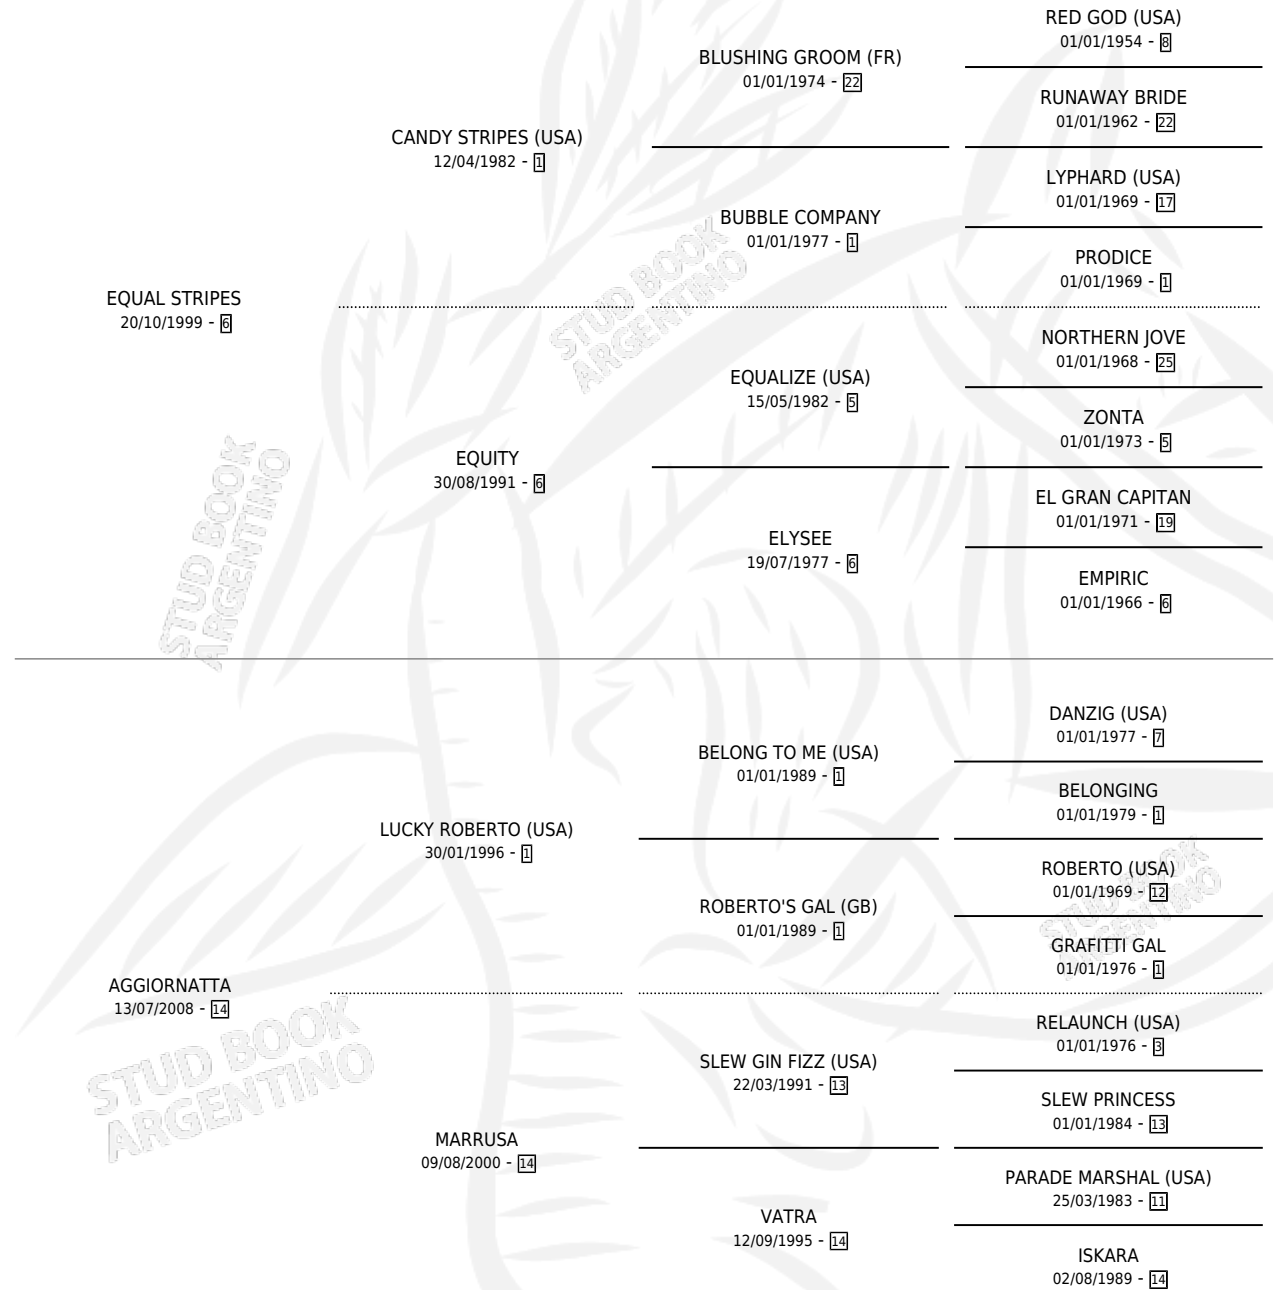 RED GOD (USA)
01/01/1954 - 8
BLUSHING GROOM (FR)
01/01/1974 - 22
RUNAWAY BRIDE
01/01/1962 - 22
CANDY STRIPES (USA)
12/04/1982 - 1
LYPHARD (USA)
01/01/1969 - 17
BUBBLE COMPANY
01/01/1977 - 1
PRODICE
01/01/1969 - 1
EQUAL STRIPES
20/10/1999 - 6
STUD BOOK
ARGENTINO
NORTHERN JOVE
01/01/1968 - 25
EQUALIZE (USA)
15/05/1982 - 5
ZONTA
01/01/1973 - 5
EQUITY
30/08/1991 - 6
EL GRAN CAPITAN
01/01/1971 - 19
ELYSEE
19/07/1977 - 6
EMPIRIC
01/01/1966 - 6
STUD BOOK
ARGENTINO
DANZIG (USA)
01/01/1977 - 7
BELONG TO ME (USA)
01/01/1989 - 1
BELONGING
01/01/1979 - 1
LUCKY ROBERTO (USA)
30/01/1996 - 1
ROBERTO (USA)
01/01/1969 - 12
ROBERTO'S GAL (GB)
01/01/1989 - 1
STUD BOOK
ARGENTINO
GRAFITTI GAL
01/01/1976 - 1
AGGIORNATTA
13/07/2008 - 14
STUD BOOK
ARGENTINO
RELAUNCH (USA)
01/01/1976 - 3
SLEW GIN FIZZ (USA)
22/03/1991 - 13
SLEW PRINCESS
01/01/1984 - 13
MARRUSA
09/08/2000 - 14
PARADE MARSHAL (USA)
25/03/1983 - 11
VATRA
12/09/1995 - 14
ISKARA
02/08/1989 - 14